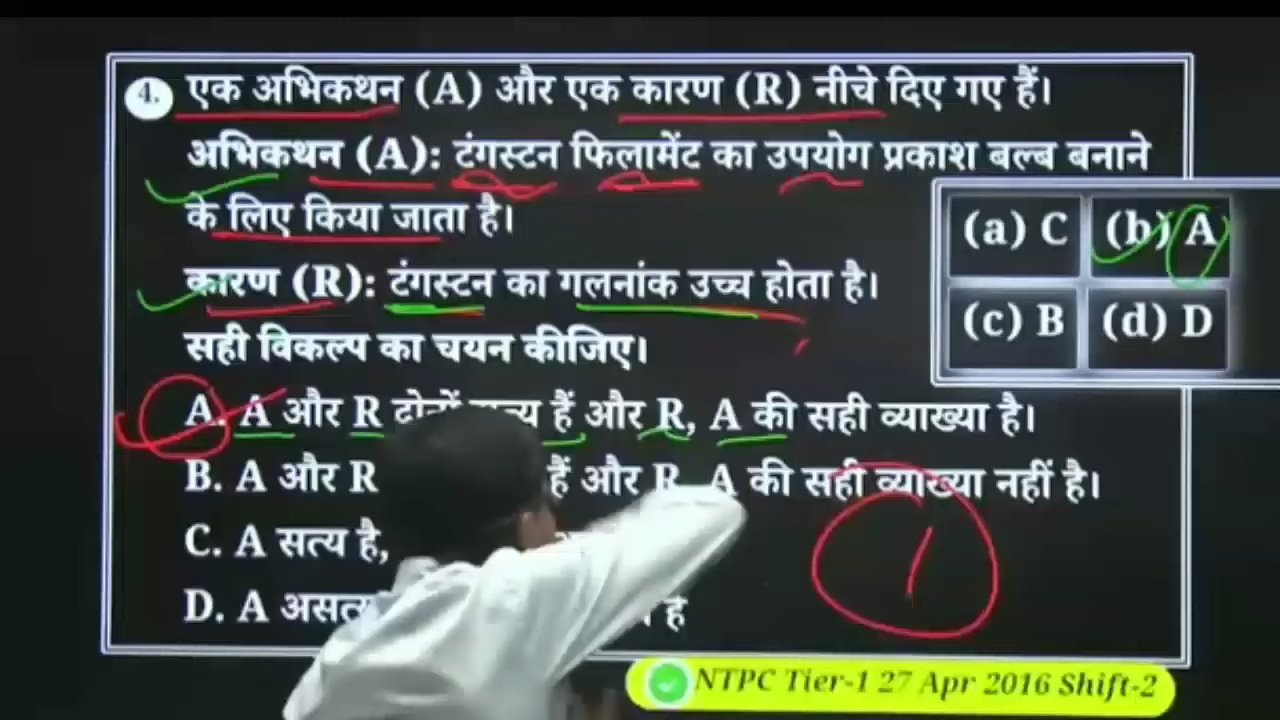 4. एक अभिकथन (A) और एक कारण (R) नीचे दिए गए हैं।
अभिकथन (A): टंगस्टन फिलामेंट का उपयोग प्रकाश बल्ब बनाने
के लिए किया जाता है।
कारण (R): टंगस्टन का गलनांक उच्च होता है।
सही विकल्प का चयन कीजिए।
(a) C (b) A
(c) B (d) D
A. A और R हैं और R, A की सही व्याख्या है।
B. A और R हैं और R A की सही व्याख्या नहीं है।
C. A सत्य है,
D. A
NTPC Tier-1 27 Apr 2016 Shift-2